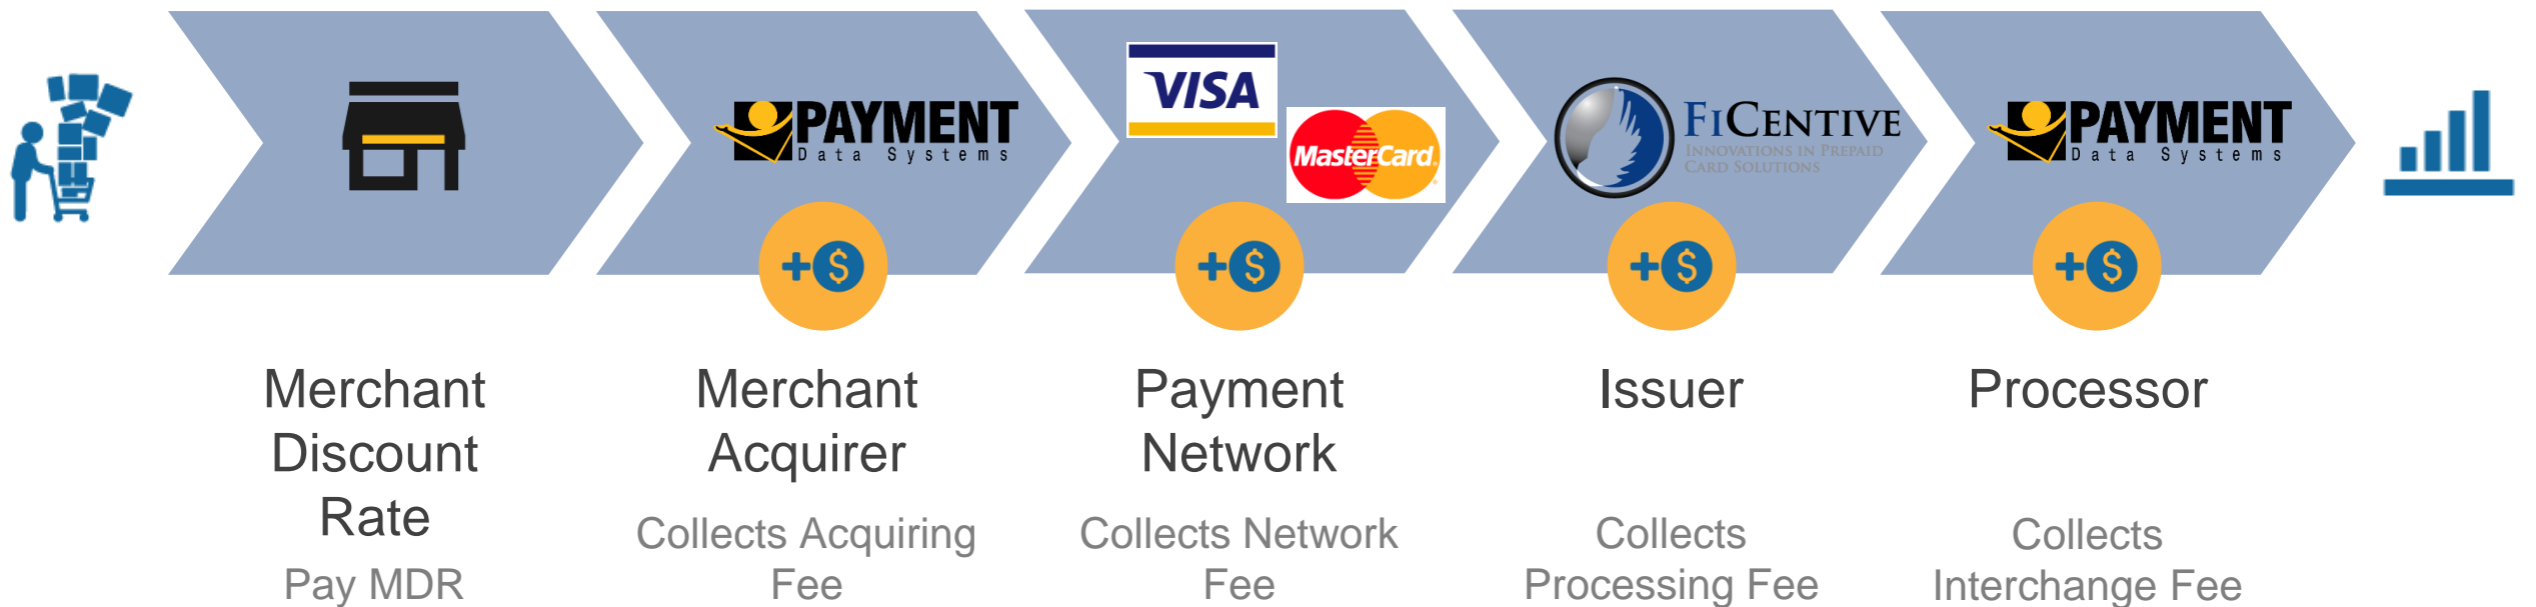 VISA
MasterCard
PAYMENT
Data Systems
FICENTIVE
INNOVATIONS IN PREPAID
CARD SOLUTIONS
PAYMENT
Data Systems
+$
+$
+$
+$
Merchant
Discount
Rate
Pay MDR
Merchant
Acquirer
Collects Acquiring
Fee
Payment
Network
Collects Network
Fee
Issuer
Collects
Processing Fee
Processor
Collects
Interchange Fee